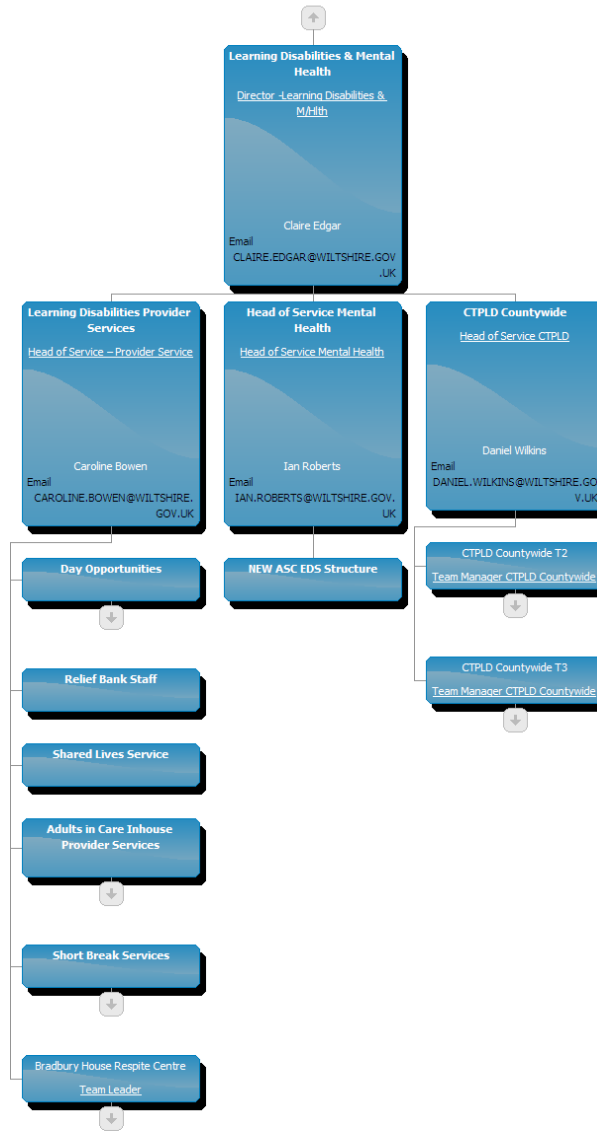 Learning Disabilities & Mental
Health
Director -Learning Disabilities &
M/Hlth
Claire Edgar
Email
CLAIRE.EDGAR@WILTSHIRE.GOV
.UK
Learning Disabilities Provider
Services
Head of Service – Provider Service
Caroline Bowen
Email
CAROLINE.BOWEN@WILTSHIRE.
GOV.UK
Head of Service Mental
Health
Head of Service Mental Health
Ian Roberts
Email
IAN.ROBERTS@WILTSHIRE.GOV.
UK
CTPLD Countywide
Head of Service CTPLD
Daniel Wilkins
Email
DANIEL.WILKINS@WILTSHIRE.GO
V.UK
Day Opportunities
Relief Bank Staff
Shared Lives Service
Adults in Care Inhouse
Provider Services
Short Break Services
Bradbury House Respite Centre
Team Leader
NEW ASC EDS Structure
CTPLD Countywide T2
Team Manager CTPLD Countywide
CTPLD Countywide T3
Team Manager CTPLD Countywide